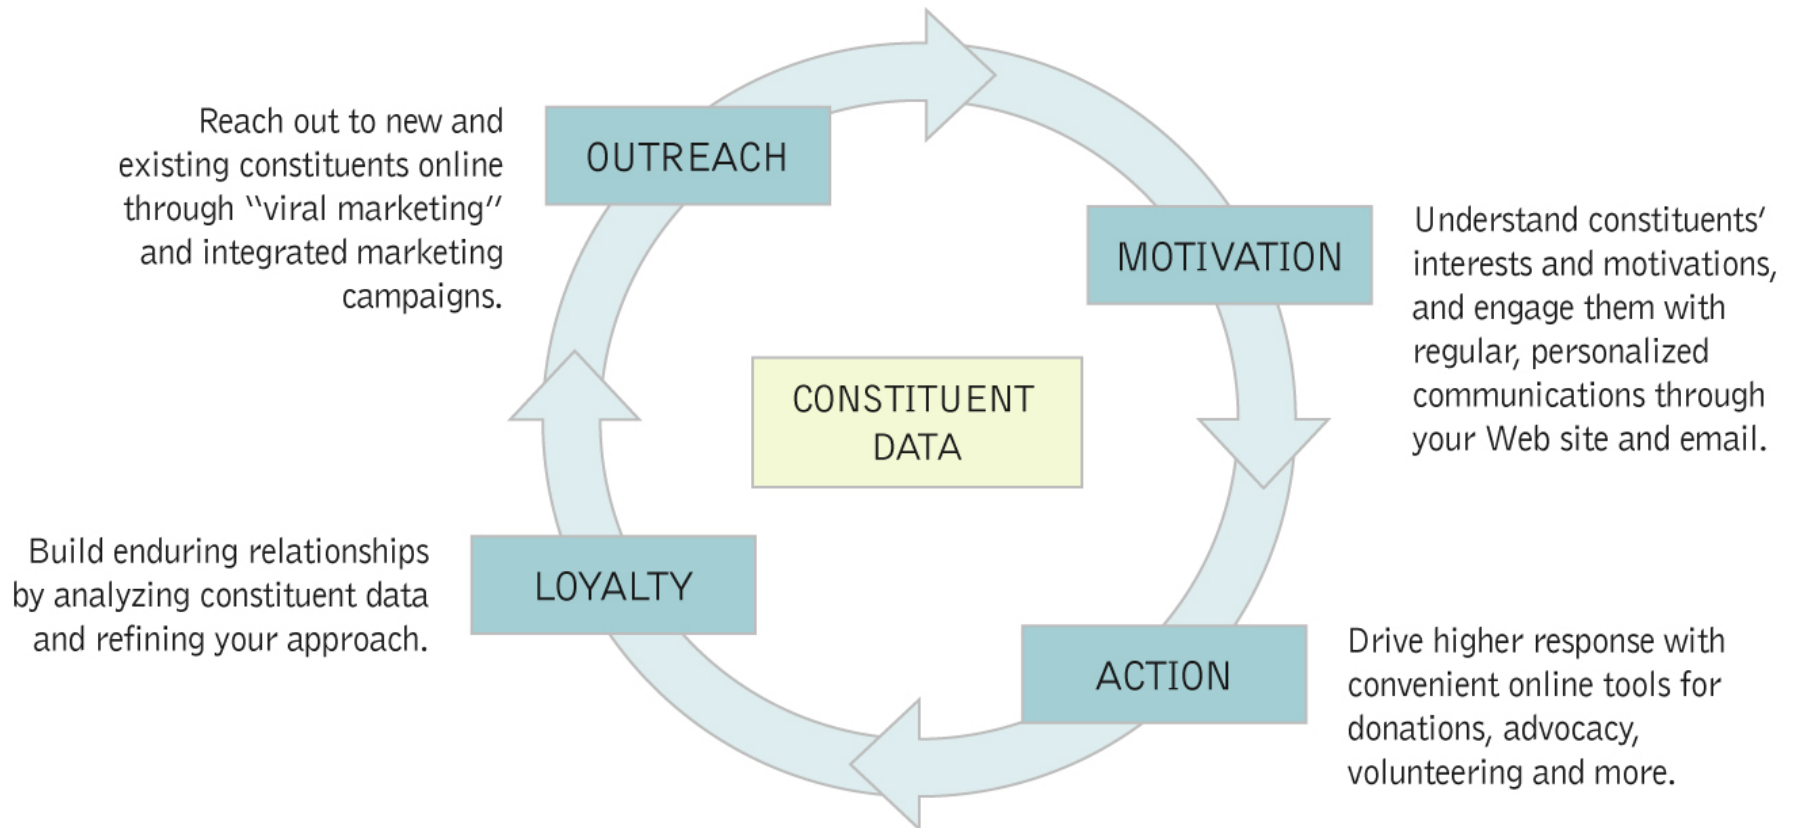 Reach out to new and
existing constituents online
through "viral marketing"
and integrated marketing
campaigns.
OUTREACH
MOTIVATION
Understand constituents'
interests and motivations,
and engage them with
regular, personalized
communications through
your Web site and email.
CONSTITUENT
DATA
Build enduring relationships
by analyzing constituent data
and refining your approach.
LOYALTY
ACTION
Drive higher response with
convenient online tools for
donations, advocacy,
volunteering and more.